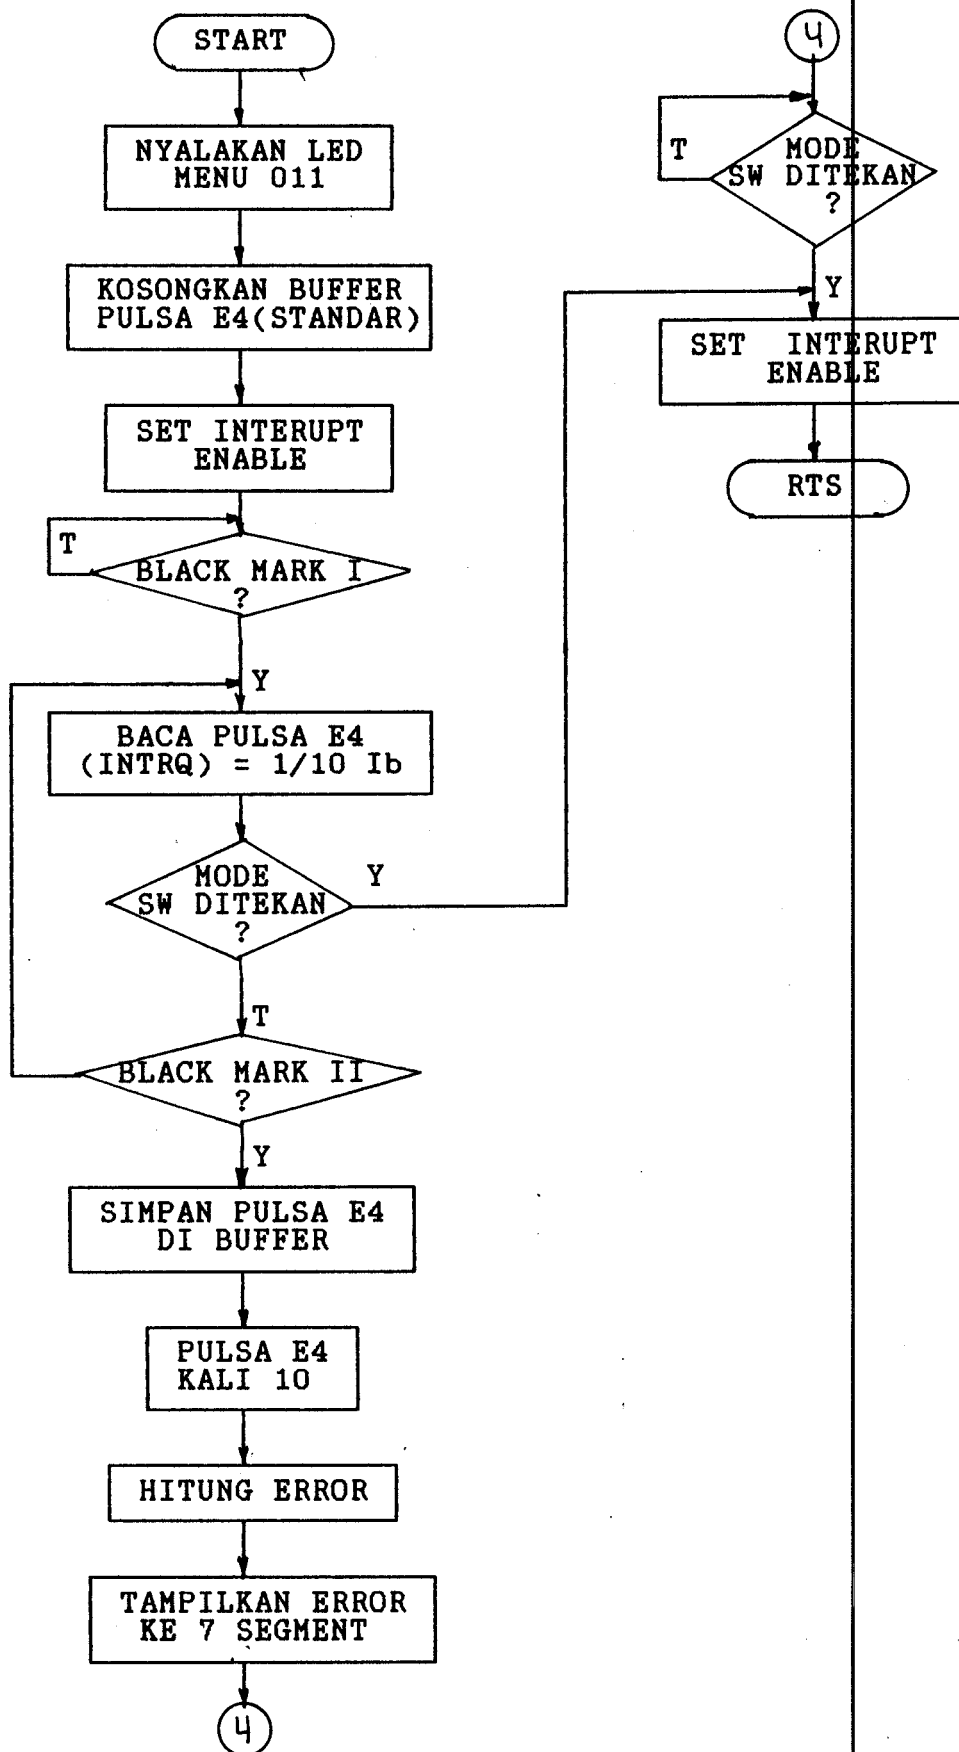 START
NYALAKAN LED
MENU 011
KOSONGKAN BUFFER
PULSA E4(STANDAR)
SET INTERUPT
ENABLE
T
BLACK MARK I
?
Y
BACA PULSA E4
(INTRQ) = 1/10 Ib
MODE
SW DITEKAN
?
Y
T
BLACK MARK II
?
Y
SIMPAN PULSA E4
DI BUFFER
PULSA E4
KALI 10
HITUNG ERROR
TAMPILKAN ERROR
KE 7 SEGMENT
4
4
T
MODE
SW DITEKAN
?
Y
SET INTERUPT
ENABLE
RTS